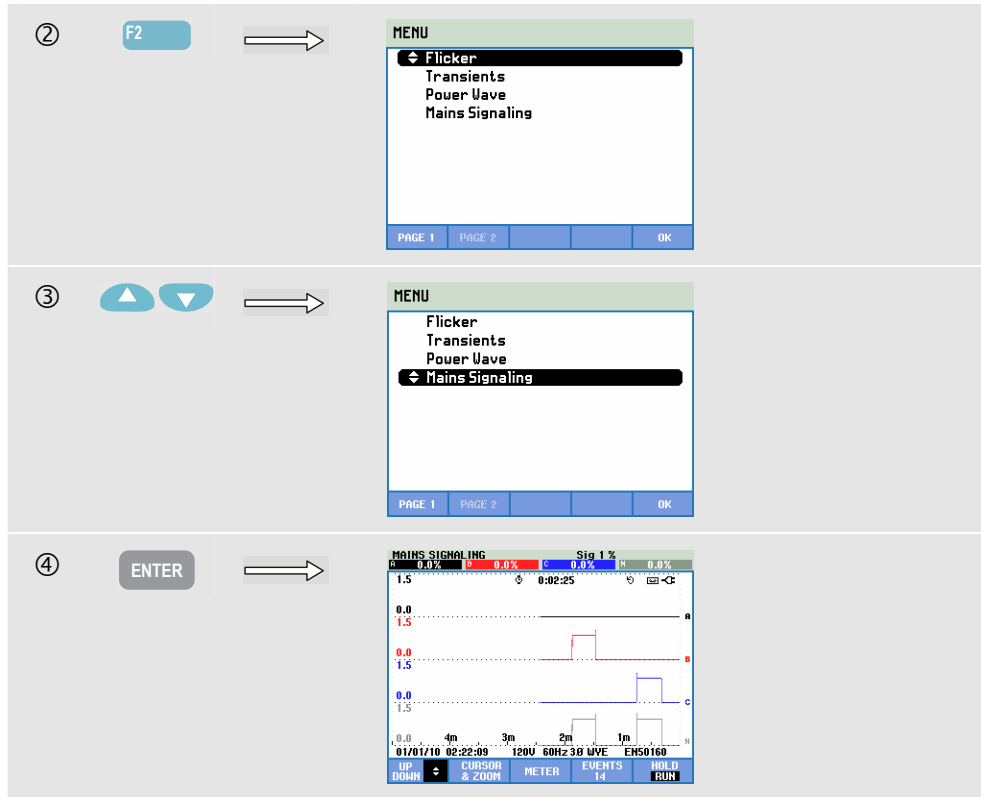 ② F2
MENU
Flicker
Transients
Power Wave
Mains Signaling
PAGE 1 PAGE 2 OK
③
MENU
Flicker
Transients
Power Wave
Mains Signaling
PAGE 1 PAGE 2 OK
④ ENTER
MAINS SIGNALING Sig 1 %
A 0.0% B 0.0% C 0.0% N 0.0%
1.5 0:02:25
0.0 A
1.5
0.0 B
1.5
0.0 C
1.5
0.0 4m 3m 2m 1m N
01/01/10 02:22:09 120V 60Hz 3Ø WYE EN50160
UP DOWN CURSOR & ZOOM METER EVENTS 14 HOLD RUN